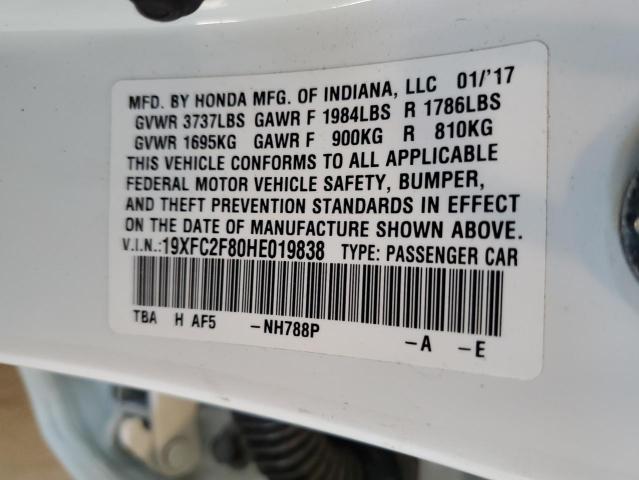 MFD. BY HONDA MFG. OF INDIANA, LLC 01/'17
GVWR 3737LBS GAWR F 1984LBS R 1786LBS
GVWR 1695KG GAWR F 900KG R 810KG
THIS VEHICLE CONFORMS TO ALL APPLICABLE
FEDERAL MOTOR VEHICLE SAFETY, BUMPER,
AND THEFT PREVENTION STANDARDS IN EFFECT
ON THE DATE OF MANUFACTURE SHOWN ABOVE.
V.I.N.:19XFC2F80HE019838 TYPE: PASSENGER CAR
TBA H AF5 -NH788P -A -E